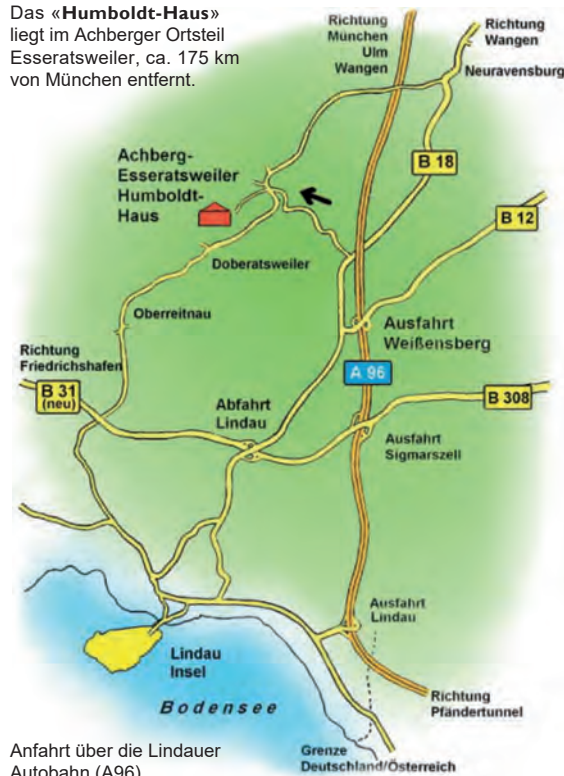 Das «Humboldt-Haus»
liegt im Achberger Ortsteil
Esseratsweiler, ca. 175 km
von München entfernt.
Richtung
München
Ulm
Wangen
Richtung
Wangen
Neuravensburg
B 18
Achberg-
Esseratsweiler
Humboldt-
Haus
B 12
Doberatsweiler
Oberreitnau
Ausfahrt
Weißensberg
Richtung
Friedrichshafen
A 96
B 31
(neu)
B 308
Abfahrt
Lindau
Ausfahrt
Sigmarszell
Ausfahrt
Lindau
Lindau
Insel
Bodensee
Richtung
Pfändertunnel
Anfahrt über die Lindauer
Autobahn (A96)
Grenze
Deutschland/Österreich